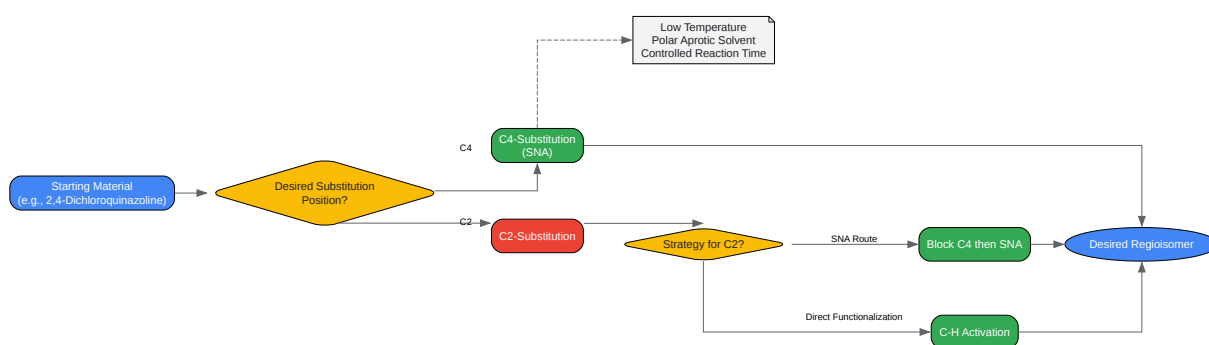 Low Temperature
Polar Aprotic Solvent
Controlled Reaction Time
C4
C4-Substitution
(SNA)
Starting Material
(e.g., 2,4-Dichloroquinazoline)
Desired Substitution
Position?
C2
C2-Substitution
Strategy for C2?
SNA Route
Block C4 then SNA
Desired Regioisomer
Direct Functionalization
C-H Activation